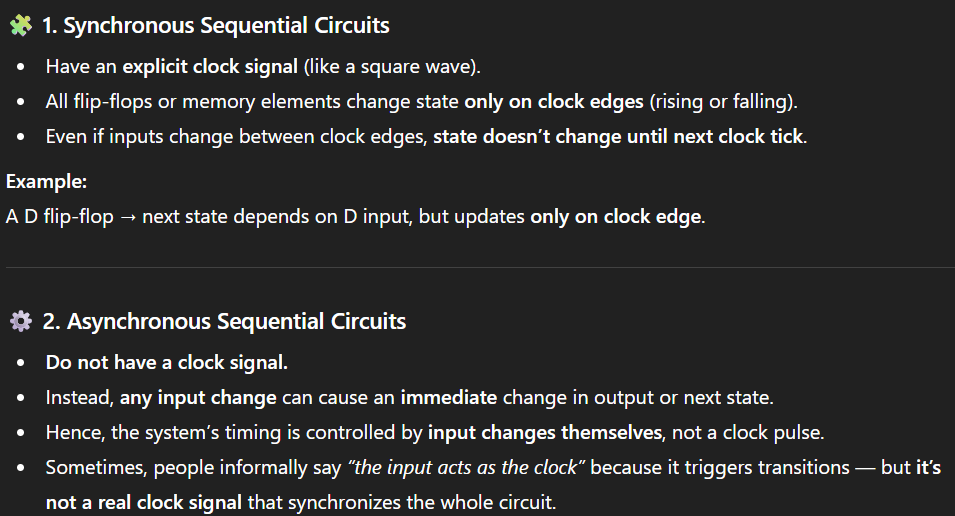 🧩 1. Synchronous Sequential Circuits
• Have an explicit clock signal (like a square wave).
• All flip-flops or memory elements change state only on clock edges (rising or falling).
• Even if inputs change between clock edges, state doesn’t change until next clock tick.
Example:
A D flip-flop → next state depends on D input, but updates only on clock edge.
⚙️ 2. Asynchronous Sequential Circuits
• Do not have a clock signal.
• Instead, any input change can cause an immediate change in output or next state.
• Hence, the system’s timing is controlled by input changes themselves, not a clock pulse.
• Sometimes, people informally say “the input acts as the clock” because it triggers transitions — but it’s
not a real clock signal that synchronizes the whole circuit.